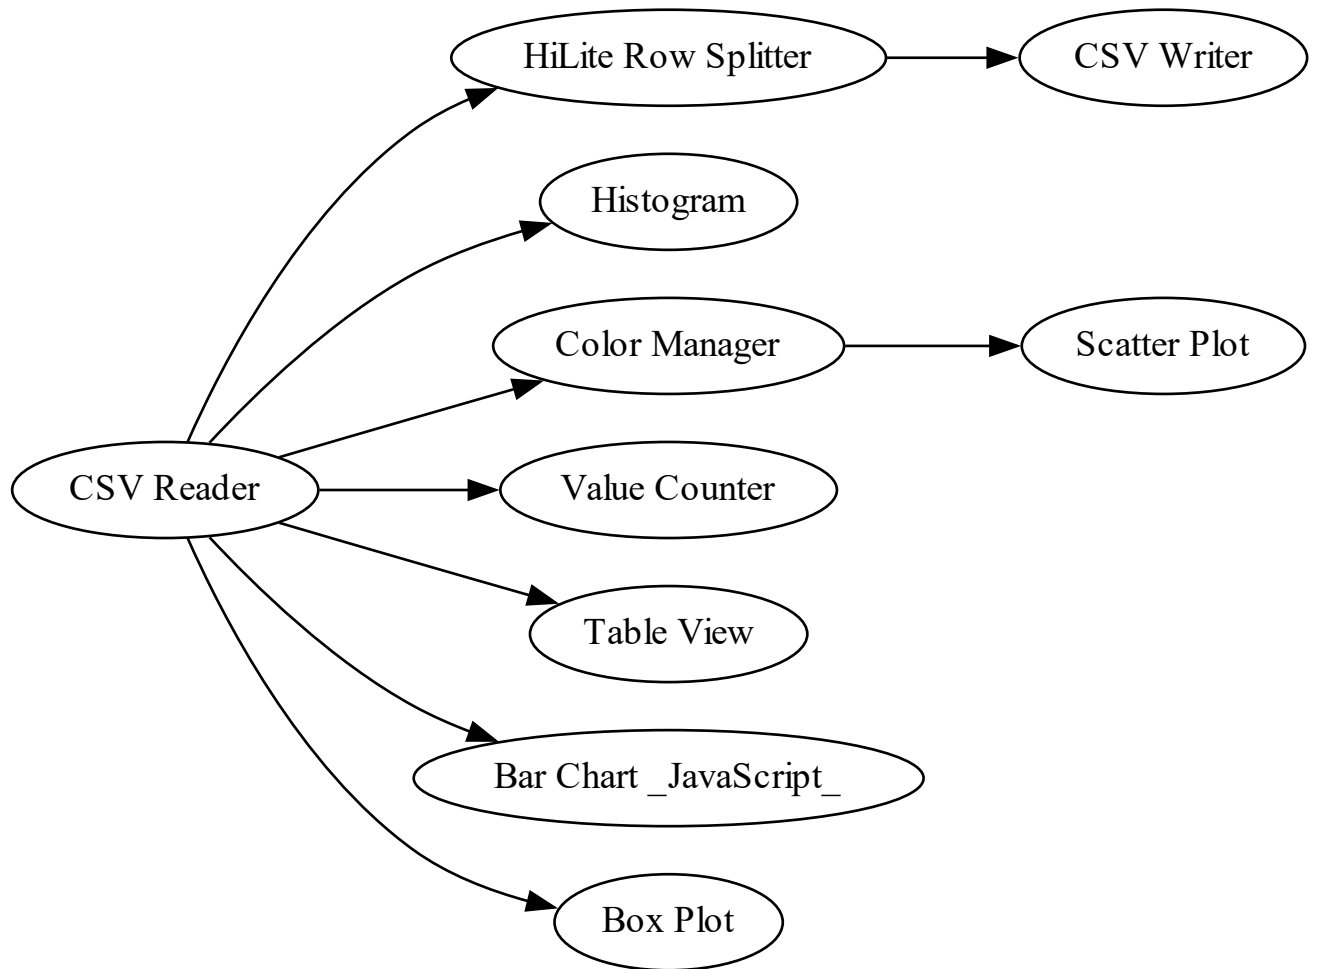 HiLite Row Splitter
CSV Writer
Histogram
Color Manager
Scatter Plot
CSV Reader
Value Counter
Table View
Bar Chart _JavaScript_
Box Plot